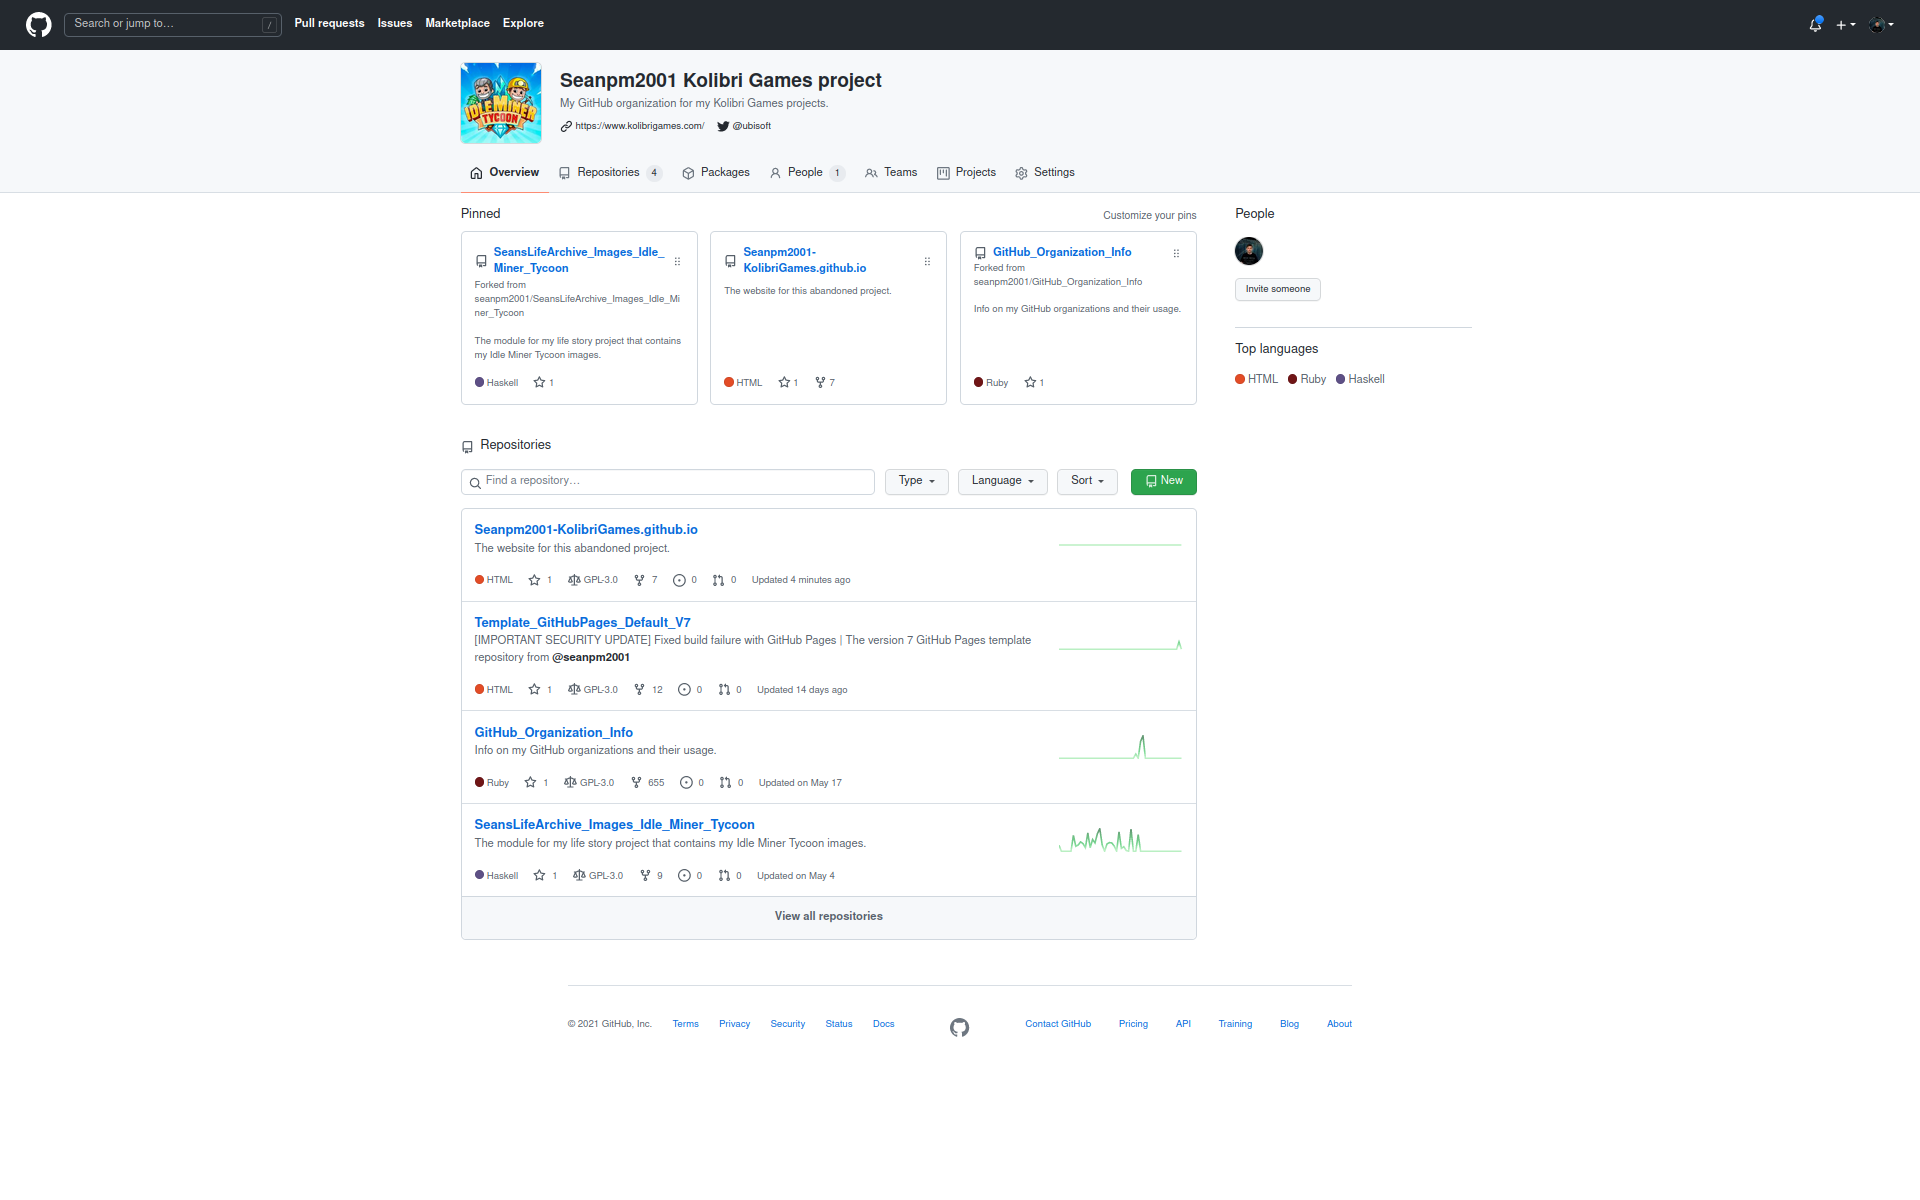 Search or jump to…
/
Pull requests
Issues
Marketplace
Explore
IDLE MINER
TYCOON
Seanpm2001 Kolibri Games project
My GitHub organization for my Kolibri Games projects.
https://www.kolibrigames.com/
@ubisoft
Overview
Repositories 4
Packages
People 1
Teams
Projects
Settings
Pinned
Customize your pins
SeansLifeArchive_Images_Idle_
Miner_Tycoon
Forked from
seanpm2001/SeansLifeArchive_Images_Idle_Mi
ner_Tycoon
The module for my life story project that contains
my Idle Miner Tycoon images.
Haskell 1
Seanpm2001-
KolibriGames.github.io
The website for this abandoned project.
HTML 1 7
GitHub_Organization_Info
Forked from
seanpm2001/GitHub_Organization_Info
Info on my GitHub organizations and their usage.
Ruby 1
People
Invite someone
Top languages
HTML Ruby Haskell
Repositories
Find a repository…
Type
Language
Sort
New
Seanpm2001-KolibriGames.github.io
The website for this abandoned project.
HTML 1 GPL-3.0 7 0 0 Updated 4 minutes ago
Template_GitHubPages_Default_V7
[IMPORTANT SECURITY UPDATE] Fixed build failure with GitHub Pages | The version 7 GitHub Pages template
repository from @seanpm2001
HTML 1 GPL-3.0 12 0 0 Updated 14 days ago
GitHub_Organization_Info
Info on my GitHub organizations and their usage.
Ruby 1 GPL-3.0 655 0 0 Updated on May 17
SeansLifeArchive_Images_Idle_Miner_Tycoon
The module for my life story project that contains my Idle Miner Tycoon images.
Haskell 1 GPL-3.0 9 0 0 Updated on May 4
View all repositories
© 2021 GitHub, Inc.
Terms
Privacy
Security
Status
Docs
Contact GitHub
Pricing
API
Training
Blog
About